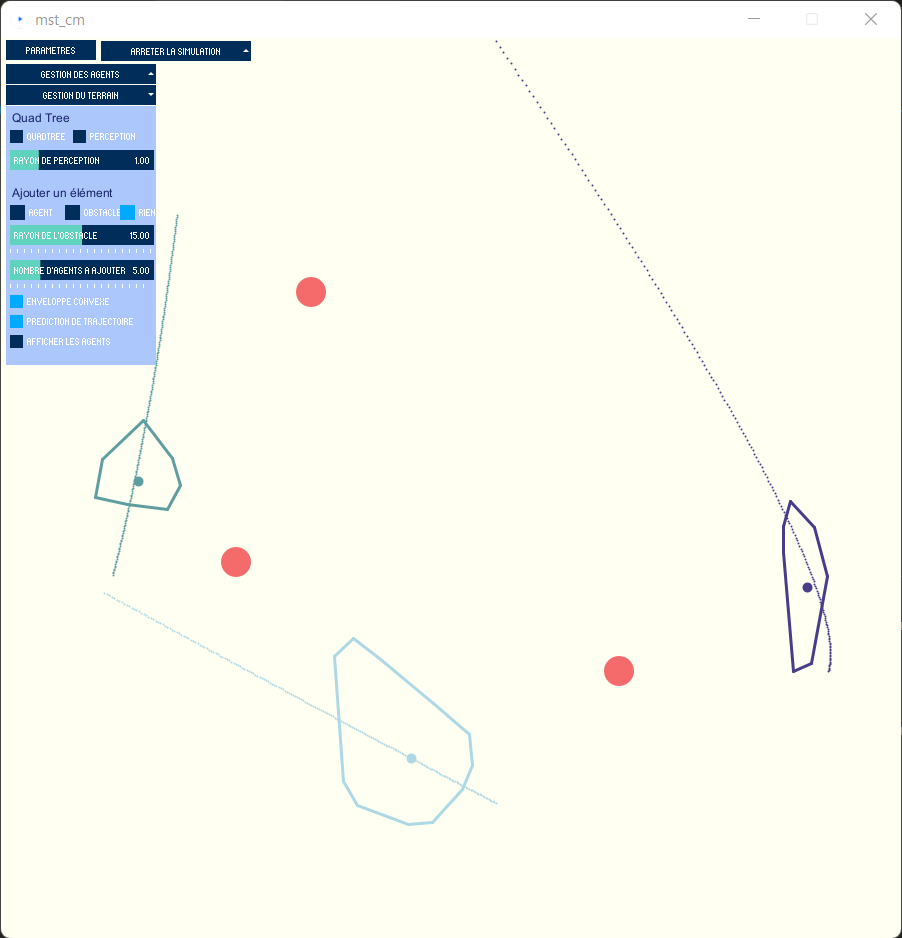 mst_cm
PARAMETRES
ARRETER LA SIMULATION
GESTION DES AGENTS
GESTION DU TERRAIN
Quad Tree
QUADTREE PERCEPTION
RAYON DE PERCEPTION 1.00
Ajouter un élément
AGENT OBSTACLE RIEN
RAYON DE L'OBSTACLE 15.00
NOMBRE D'AGENTS A AJOUTER 5.00
ENVELOPPE CONVEXE
PREDICTION DE TRAJECTOIRE
AFFICHER LES AGENTS